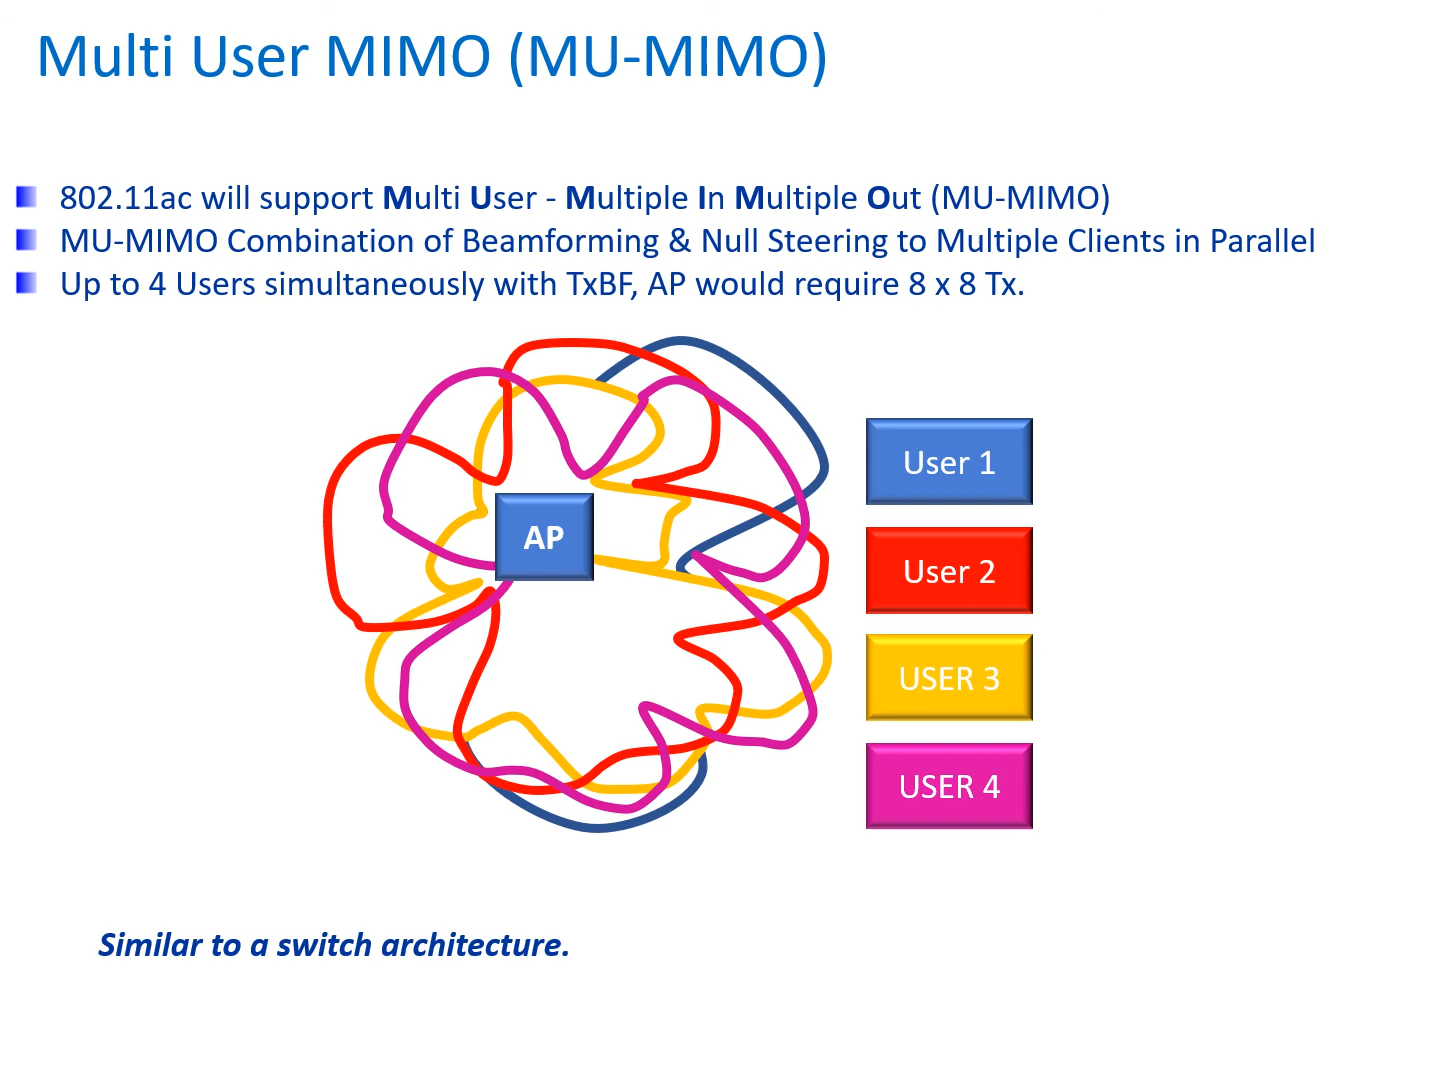 Multi User MIMO (MU-MIMO)
802.11ac will support Multi User - Multiple In Multiple Out (MU-MIMO)
MU-MIMO Combination of Beamforming & Null Steering to Multiple Clients in Parallel
Up to 4 Users simultaneously with TxBF, AP would require 8 x 8 Tx.
AP
User 1
User 2
USER 3
USER 4
Similar to a switch architecture.